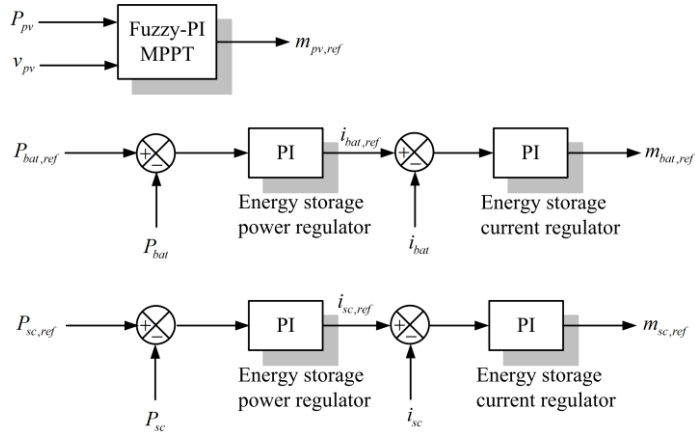 P_pv
v_pv
Fuzzy-PI
MPPT
m_pv,ref
P_bat,ref
+
−
PI
i_bat,ref
+
−
PI
m_bat,ref
P_bat
Energy storage
power regulator
i_bat
Energy storage
current regulator
P_sc,ref
+
−
PI
i_sc,ref
+
−
PI
m_sc,ref
P_sc
Energy storage
power regulator
i_sc
Energy storage
current regulator